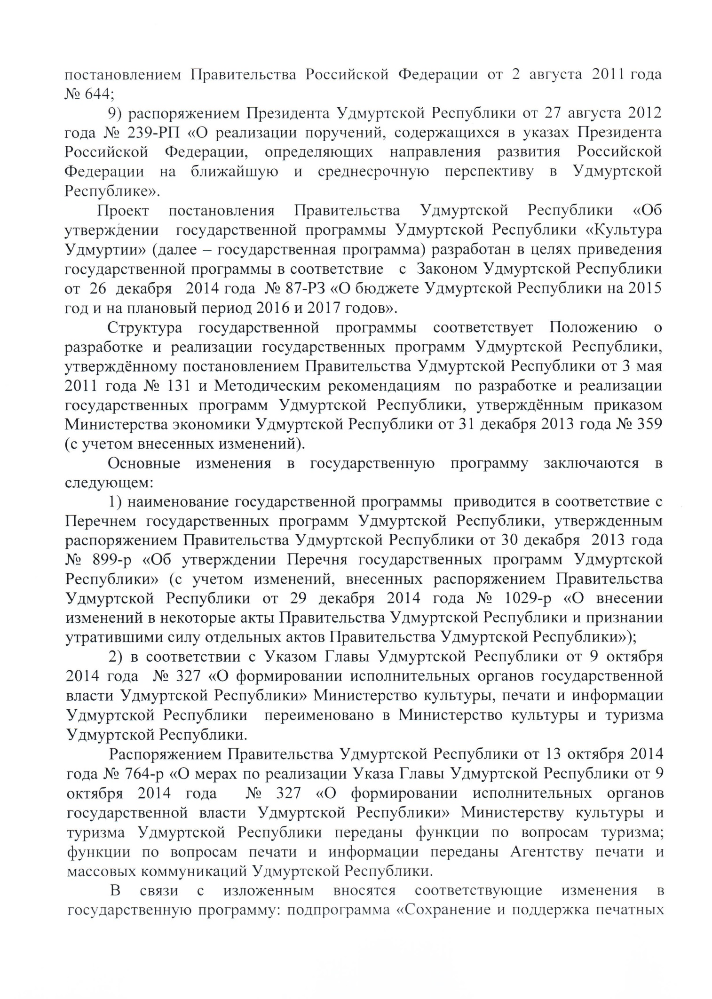 постановлением Правительства Российской Федерации от 2 августа 2011 года
№ 644;
9) распоряжением Президента Удмуртской Республики от 27 августа 2012
года № 239-РП «О реализации поручений, содержащихся в указах Президента
Российской Федерации, определяющих направления развития Российской
Федерации на ближайшую и среднесрочную перспективу в Удмуртской
Республике».
Проект постановления Правительства Удмуртской Республики «Об
утверждении государственной программы Удмуртской Республики «Культура
Удмуртии» (далее – государственная программа) разработан в целях приведения
государственной программы в соответствие с Законом Удмуртской Республики
от 26 декабря 2014 года № 87-РЗ «О бюджете Удмуртской Республики на 2015
год и на плановый период 2016 и 2017 годов».
Структура государственной программы соответствует Положению о
разработке и реализации государственных программ Удмуртской Республики,
утверждённому постановлением Правительства Удмуртской Республики от 3 мая
2011 года № 131 и Методическим рекомендациям по разработке и реализации
государственных программ Удмуртской Республики, утверждённым приказом
Министерства экономики Удмуртской Республики от 31 декабря 2013 года № 359
(с учетом внесенных изменений).
Основные изменения в государственную программу заключаются в
следующем:
1) наименование государственной программы приводится в соответствие с
Перечнем государственных программ Удмуртской Республики, утвержденным
распоряжением Правительства Удмуртской Республики от 30 декабря 2013 года
№ 899-р «Об утверждении Перечня государственных программ Удмуртской
Республики» (с учетом изменений, внесенных распоряжением Правительства
Удмуртской Республики от 29 декабря 2014 года № 1029-р «О внесении
изменений в некоторые акты Правительства Удмуртской Республики и признании
утратившими силу отдельных актов Правительства Удмуртской Республики»);
2) в соответствии с Указом Главы Удмуртской Республики от 9 октября
2014 года № 327 «О формировании исполнительных органов государственной
власти Удмуртской Республики» Министерство культуры, печати и информации
Удмуртской Республики переименовано в Министерство культуры и туризма
Удмуртской Республики.
Распоряжением Правительства Удмуртской Республики от 13 октября 2014
года № 764-р «О мерах по реализации Указа Главы Удмуртской Республики от 9
октября 2014 года № 327 «О формировании исполнительных органов
государственной власти Удмуртской Республики» Министерству культуры и
туризма Удмуртской Республики переданы функции по вопросам туризма;
функции по вопросам печати и информации переданы Агентству печати и
массовых коммуникаций Удмуртской Республики.
В связи с изложенным вносятся соответствующие изменения в
государственную программу: подпрограмма «Сохранение и поддержка печатных